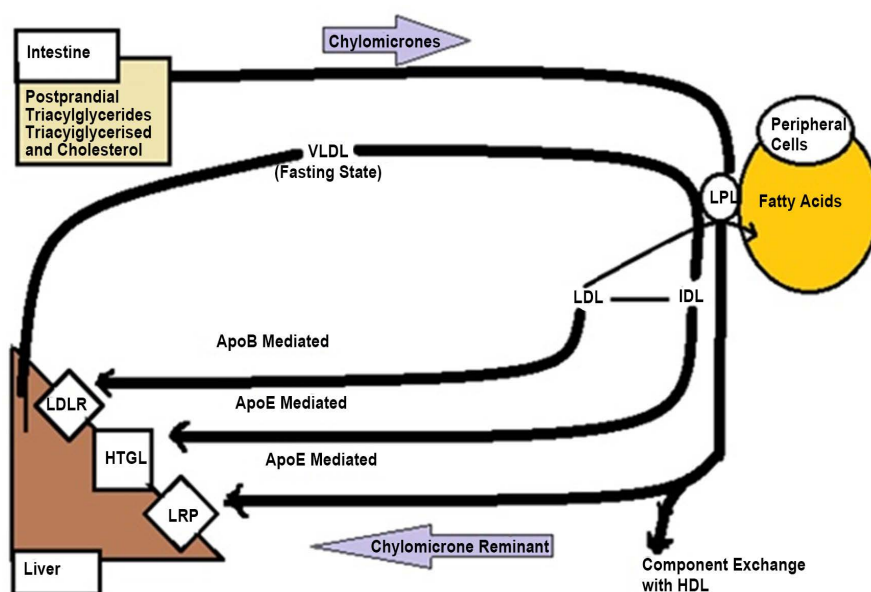 Chylomicrones
Intestine
Postprandial
Triacylglycerides
Triacyiglycerised
and Cholesterol
VLDL
(Fasting State)
Peripheral
Cells
LPL
Fatty Acids
LDL
IDL
ApoB Mediated
LDLR
ApoE Mediated
HTGL
ApoE Mediated
LRP
Chylomicrone Reminant
Liver
Component Exchange
with HDL